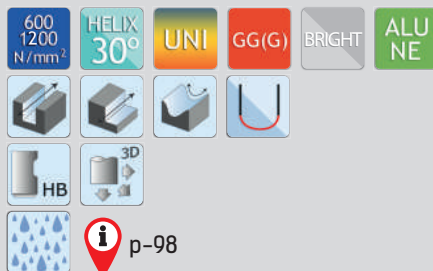 600
1200
N/mm²
HELIX
30°
UNI
GG(G)
BRIGHT
ALU
NE
HB
3D
i p-98